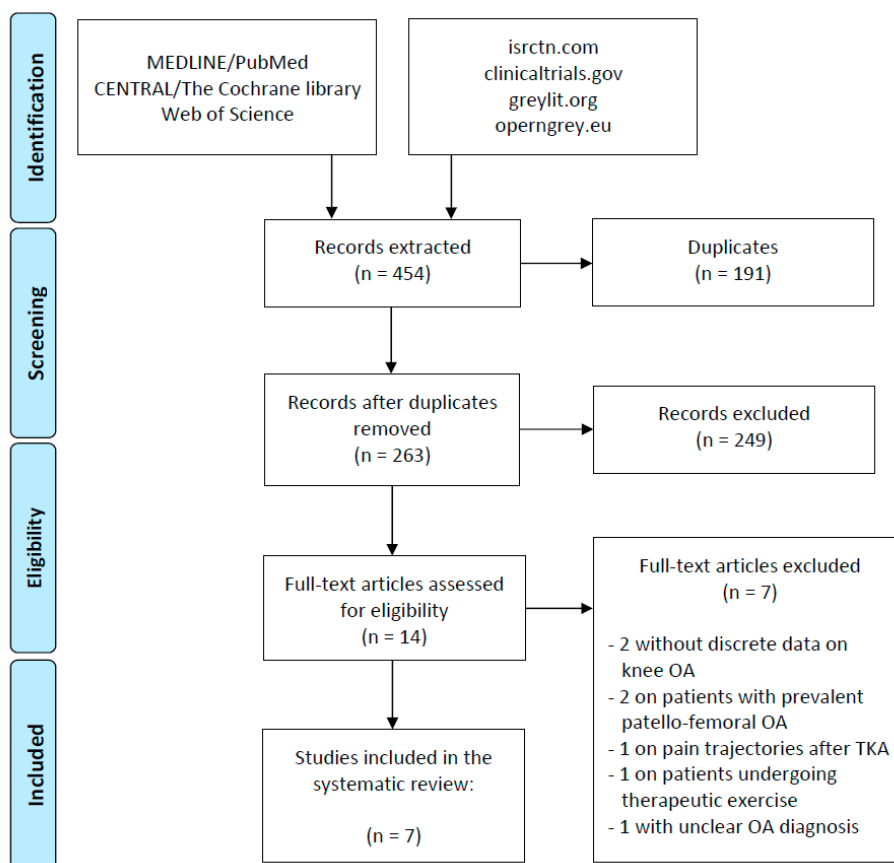 Identification
MEDLINE/PubMed
CENTRAL/The Cochrane library
Web of Science
isrctn.com
clinicaltrials.gov
greylit.org
operngrey.eu
Screening
Records extracted
(n = 454)
Duplicates
(n = 191)
Records after duplicates
removed
(n = 263)
Records excluded
(n = 249)
Eligibility
Full-text articles assessed
for eligibility
(n = 14)
Full-text articles excluded
(n = 7)
- 2 without discrete data on
knee OA
- 2 on patients with prevalent
patello-femoral OA
- 1 on pain trajectories after TKA
- 1 on patients undergoing
therapeutic exercise
- 1 with unclear OA diagnosis
Included
Studies included in the
systematic review:
(n = 7)